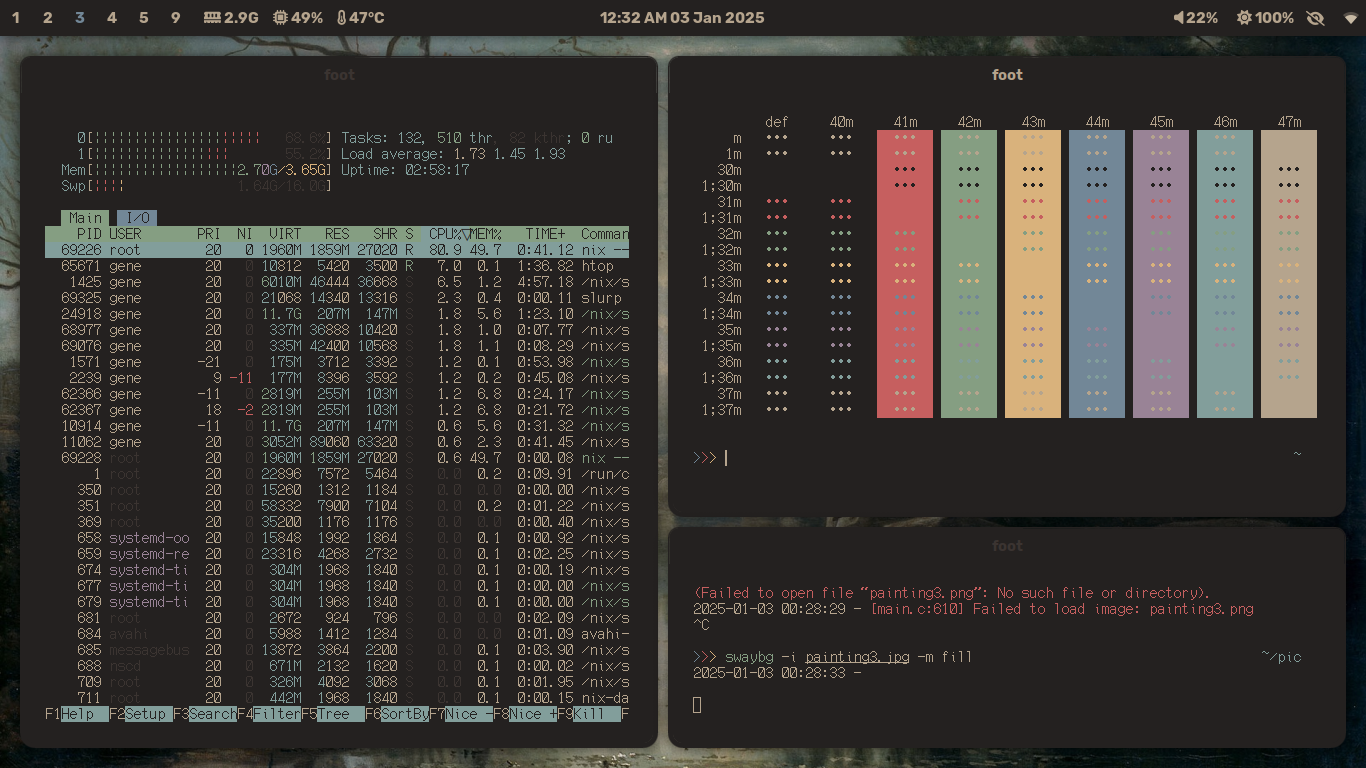 1 2 3 4 5 9 2.9G 49% 47°C 12:32 AM 03 Jan 2025 22% 100%
foot
0[ 68.6%] Tasks: 132, 510 thr, 82 kthr; 0 ru
1[ 55.2%] Load average: 1.73 1.45 1.93
Mem[ 2.70G/3.65G] Uptime: 02:58:17
Swp[ 1.64G/16.0G]
Main I/O
PID USER PRI NI VIRT RES SHR S CPU%▽MEM% TIME+ Comman
69226 root 20 0 1960M 1859M 27020 R 80.9 49.7 0:41.12 nix --
65671 gene 20 0 10812 5420 3500 R 7.0 0.1 1:36.82 htop
1425 gene 20 0 6010M 46444 36668 S 6.5 1.2 4:57.18 /nix/s
69325 gene 20 0 21068 14340 13316 S 2.3 0.4 0:00.11 slurp
24918 gene 20 0 11.7G 207M 147M S 1.8 5.6 1:23.10 /nix/s
68977 gene 20 0 337M 36888 10420 S 1.8 1.0 0:07.77 /nix/s
69076 gene 20 0 335M 42400 10568 S 1.8 1.1 0:08.29 /nix/s
1571 gene -21 0 175M 3712 3392 S 1.2 0.1 0:53.98 /nix/s
2239 gene 9 -11 177M 8396 3592 S 1.2 0.2 0:45.08 /nix/s
62366 gene -11 0 2819M 255M 103M S 1.2 6.8 0:24.17 /nix/s
62367 gene 18 -2 2819M 255M 103M S 1.2 6.8 0:21.72 /nix/s
10914 gene -11 0 11.7G 207M 147M S 0.6 5.6 0:31.32 /nix/s
11062 gene 20 0 3052M 89060 63320 S 0.6 2.3 0:41.45 /nix/s
69228 root 20 0 1960M 1859M 27020 S 0.6 49.7 0:00.08 nix --
1 root 20 0 22896 7572 5464 S 0.0 0.2 0:09.91 /run/c
350 root 20 0 15260 1312 1184 S 0.0 0.0 0:00.00 /nix/s
351 root 20 0 58332 7900 7104 S 0.0 0.2 0:01.22 /nix/s
369 root 20 0 35200 1176 1176 S 0.0 0.0 0:00.40 /nix/s
658 systemd-oo 20 0 15848 1992 1864 S 0.0 0.1 0:00.92 /nix/s
659 systemd-re 20 0 23316 4268 2732 S 0.0 0.1 0:02.25 /nix/s
674 systemd-ti 20 0 304M 1968 1840 S 0.0 0.1 0:00.19 /nix/s
677 systemd-ti 20 0 304M 1968 1840 S 0.0 0.1 0:00.00 /nix/s
679 systemd-ti 20 0 304M 1968 1840 S 0.0 0.1 0:00.00 /nix/s
681 root 20 0 2672 924 796 S 0.0 0.0 0:01.09 /nix/s
684 avahi 20 0 5988 1412 1284 S 0.0 0.0 0:01.09 avahi-
685 messagebus 20 0 13872 3864 2200 S 0.0 0.1 0:03.90 /nix/s
688 nscd 20 0 671M 2132 1620 S 0.0 0.1 0:00.02 /nix/s
709 root 20 0 326M 4092 3068 S 0.0 0.1 0:01.95 /nix/s
711 root 20 0 442M 1968 1840 S 0.0 0.1 0:00.15 nix-da
F1Help F2Setup F3SearchF4FilterF5Tree F6SortByF7Nice -F8Nice +F9Kill F
foot
def 40m 41m 42m 43m 44m 45m 46m 47m
m
1m
30m
1;30m
31m
1;31m
32m
1;32m
33m
1;33m
34m
1;34m
35m
1;35m
36m
1;36m
37m
1;37m
>>> ~
foot
(Failed to open file “painting3.png”: No such file or directory).
2025-01-03 00:28:29 - [main.c:610] Failed to load image: painting3.png
^C
>>> swaybg -i painting3.jpg -m fill ~/pic
2025-01-03 00:28:33 -